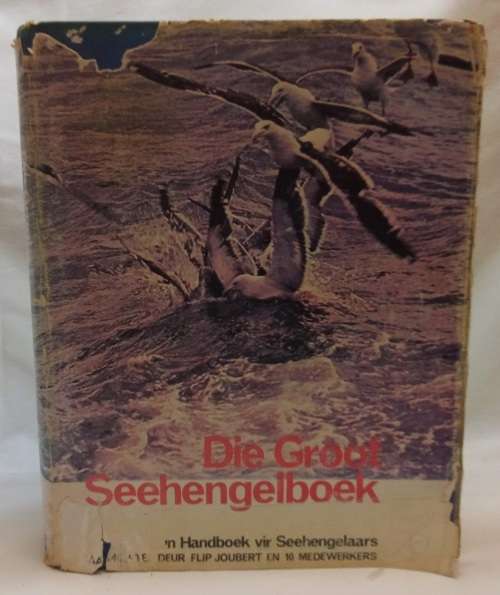 Die Groot
Seehengelboek
'n Handboek vir Seehengelaars
DEUR FLIP JOUBERT EN 10 MEDEWERKERS